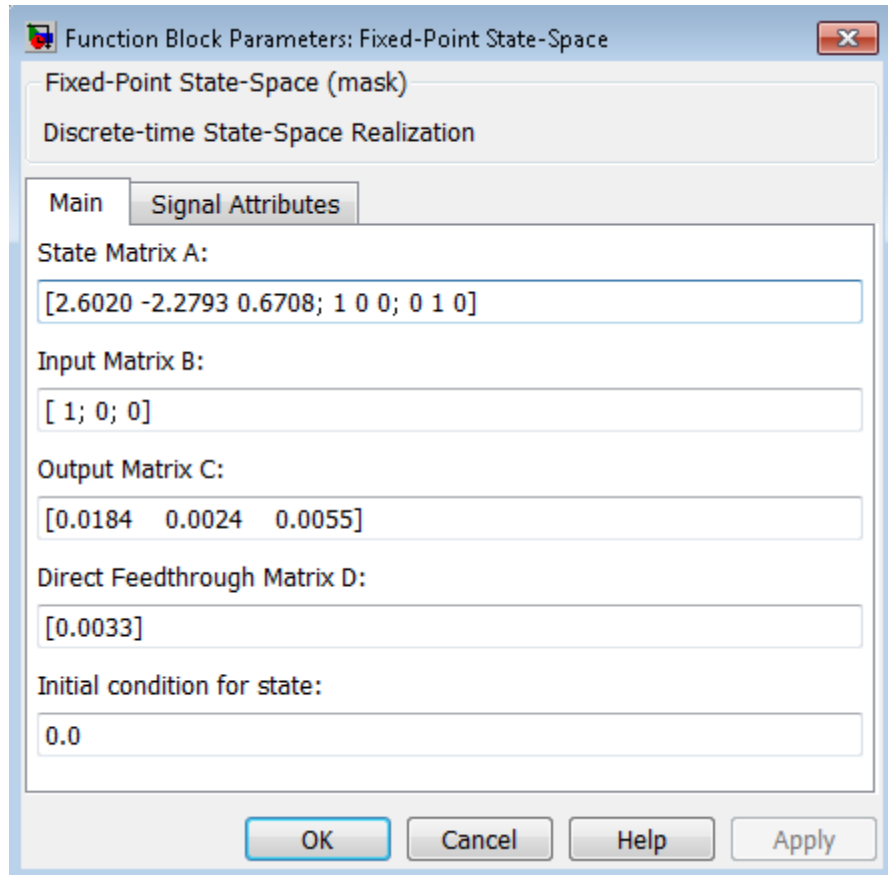 Function Block Parameters: Fixed-Point State-Space
Fixed-Point State-Space (mask)
Discrete-time State-Space Realization
Main
Signal Attributes
State Matrix A:
[2.6020 -2.2793 0.6708; 1 0 0; 0 1 0]
Input Matrix B:
[ 1; 0; 0]
Output Matrix C:
[0.0184    0.0024    0.0055]
Direct Feedthrough Matrix D:
[0.0033]
Initial condition for state:
0.0
OK
Cancel
Help
Apply